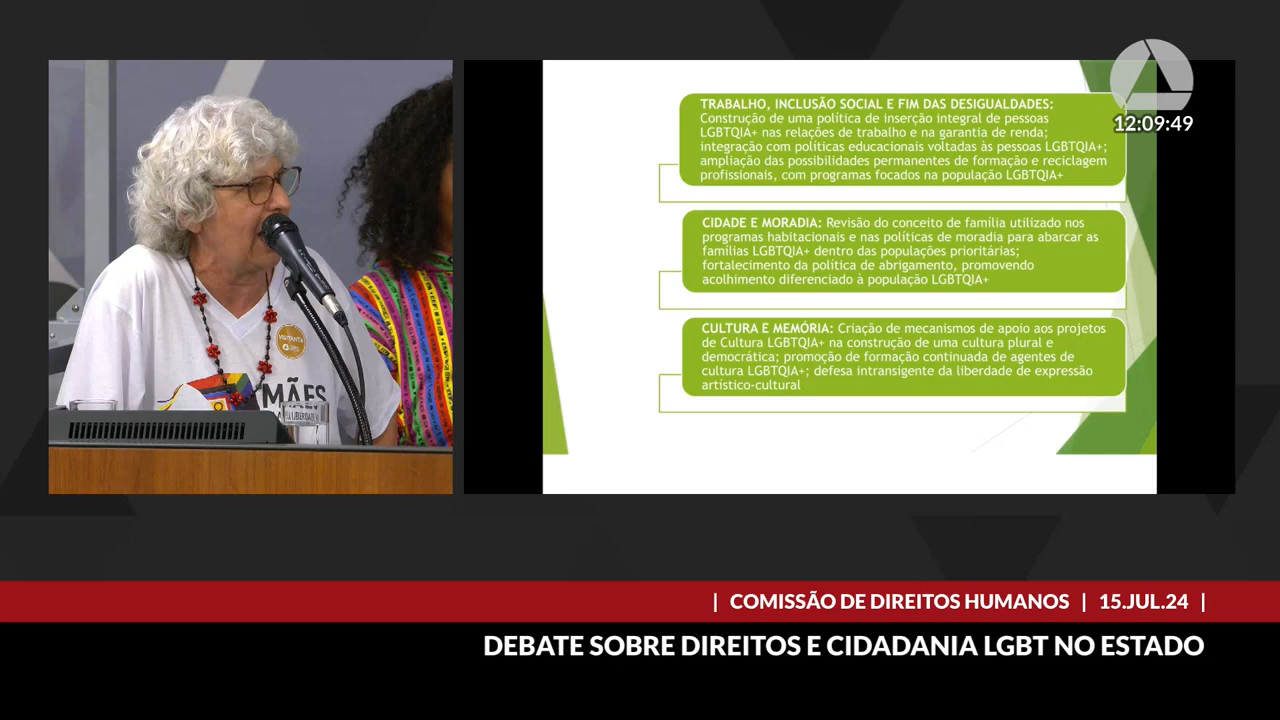 12:09:49
TRABALHO, INCLUSÃO SOCIAL E FIM DAS DESIGUALDADES:
Construção de uma política de inserção integral de pessoas
LGBTQIA+ nas relações de trabalho e na garantia de renda;
integração com políticas educacionais voltadas às pessoas LGBTQIA+;
ampliação das possibilidades permanentes de formação e reciclagem
profissionais, com programas focados na população LGBTQIA+
CIDADE E MORADIA: Revisão do conceito de família utilizado nos
programas habitacionais e nas políticas de moradia para abarcar as
famílias LGBTQIA+ dentro das populações prioritárias;
fortalecimento da política de abrigamento, promovendo
acolhimento diferenciado à população LGBTQIA+
CULTURA E MEMÓRIA: Criação de mecanismos de apoio aos projetos
de Cultura LGBTQIA+ na construção de uma cultura plural e
democrática; promoção de formação continuada de agentes de
cultura LGBTQIA+; defesa intransigente da liberdade de expressão
artístico-cultural
VISITANTE
MÃES
LIBERDADE
| COMISSÃO DE DIREITOS HUMANOS | 15.JUL.24 |
DEBATE SOBRE DIREITOS E CIDADANIA LGBT NO ESTADO